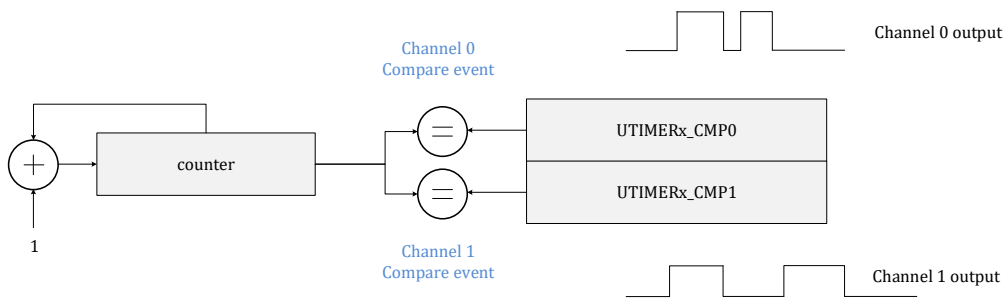 Channel 0 output
Channel 0
Compare event
UTIMERx_CMP0
counter
UTIMERx_CMP1
1
Channel 1
Compare event
Channel 1 output